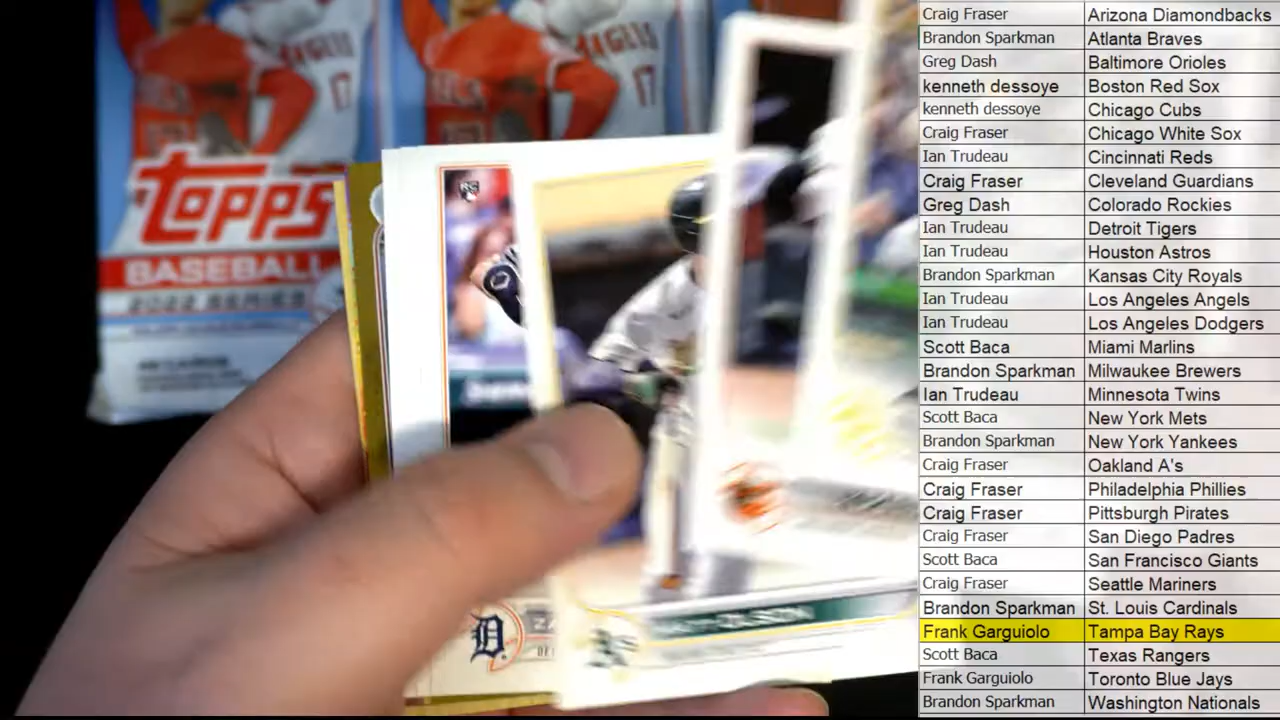 ANGELS
17
ANGELS
17
TOPPS
BASEBALL
2022 SERIES
RC
D
A's
OLSON
Craig Fraser Arizona Diamondbacks
Brandon Sparkman Atlanta Braves
Greg Dash Baltimore Orioles
kenneth dessoye Boston Red Sox
kenneth dessoye Chicago Cubs
Craig Fraser Chicago White Sox
Ian Trudeau Cincinnati Reds
Craig Fraser Cleveland Guardians
Greg Dash Colorado Rockies
Ian Trudeau Detroit Tigers
Ian Trudeau Houston Astros
Brandon Sparkman Kansas City Royals
Ian Trudeau Los Angeles Angels
Ian Trudeau Los Angeles Dodgers
Scott Baca Miami Marlins
Brandon Sparkman Milwaukee Brewers
Ian Trudeau Minnesota Twins
Scott Baca New York Mets
Brandon Sparkman New York Yankees
Craig Fraser Oakland A's
Craig Fraser Philadelphia Phillies
Craig Fraser Pittsburgh Pirates
Craig Fraser San Diego Padres
Scott Baca San Francisco Giants
Craig Fraser Seattle Mariners
Brandon Sparkman St. Louis Cardinals
Frank Garguiolo Tampa Bay Rays
Scott Baca Texas Rangers
Frank Garguiolo Toronto Blue Jays
Brandon Sparkman Washington Nationals